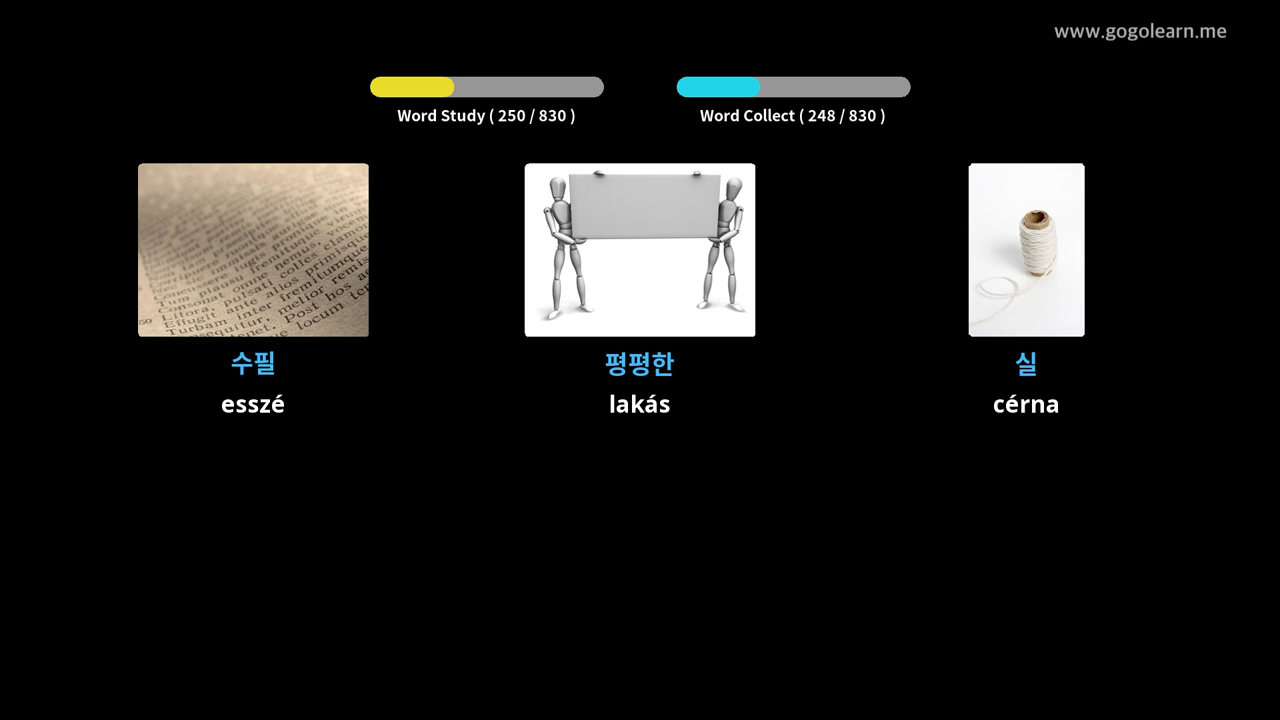 www.gogolearn.me
Word Study ( 250 / 830 )
Word Collect ( 248 / 830 )
수필
평평한
실
esszé
lakás
cérna